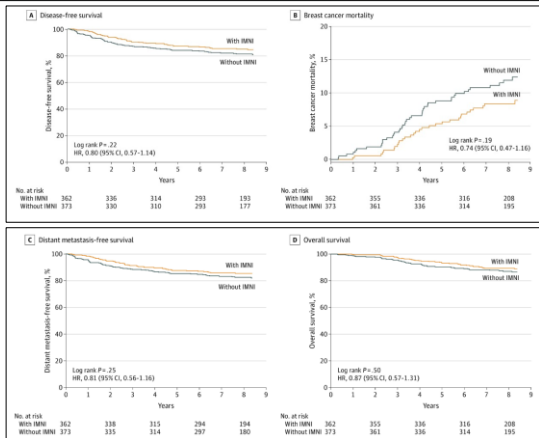 A Disease-free survival
100
80
60
40
20
0
Disease-free survival, %
With IMNI
Without IMNI
Log rank P=.22
HR, 0.80 (95% CI, 0.57-1.14)
0 1 2 3 4 5 6 7 8 9
Years
No. at risk
With IMNI 362 336 314 293 193
Without IMNI 373 330 310 293 177
B Breast cancer mortality
20
15
10
5
0
Breast cancer mortality, %
Without IMNI
With IMNI
Log rank P=.19
HR, 0.74 (95% CI, 0.47-1.16)
0 1 2 3 4 5 6 7 8 9
Years
No. at risk
With IMNI 362 355 336 316 208
Without IMNI 373 361 336 314 195
C Distant metastasis-free survival
100
80
60
40
20
0
Distant metastasis-free survival, %
With IMNI
Without IMNI
Log rank P=.25
HR, 0.81 (95% CI, 0.56-1.16)
0 1 2 3 4 5 6 7 8 9
Years
No. at risk
With IMNI 362 338 315 294 194
Without IMNI 373 335 314 297 180
D Overall survival
100
80
60
40
20
0
Overall survival, %
With IMNI
Without IMNI
Log rank P=.50
HR, 0.87 (95% CI, 0.57-1.31)
0 1 2 3 4 5 6 7 8 9
Years
No. at risk
With IMNI 362 355 336 316 208
Without IMNI 373 361 336 314 195